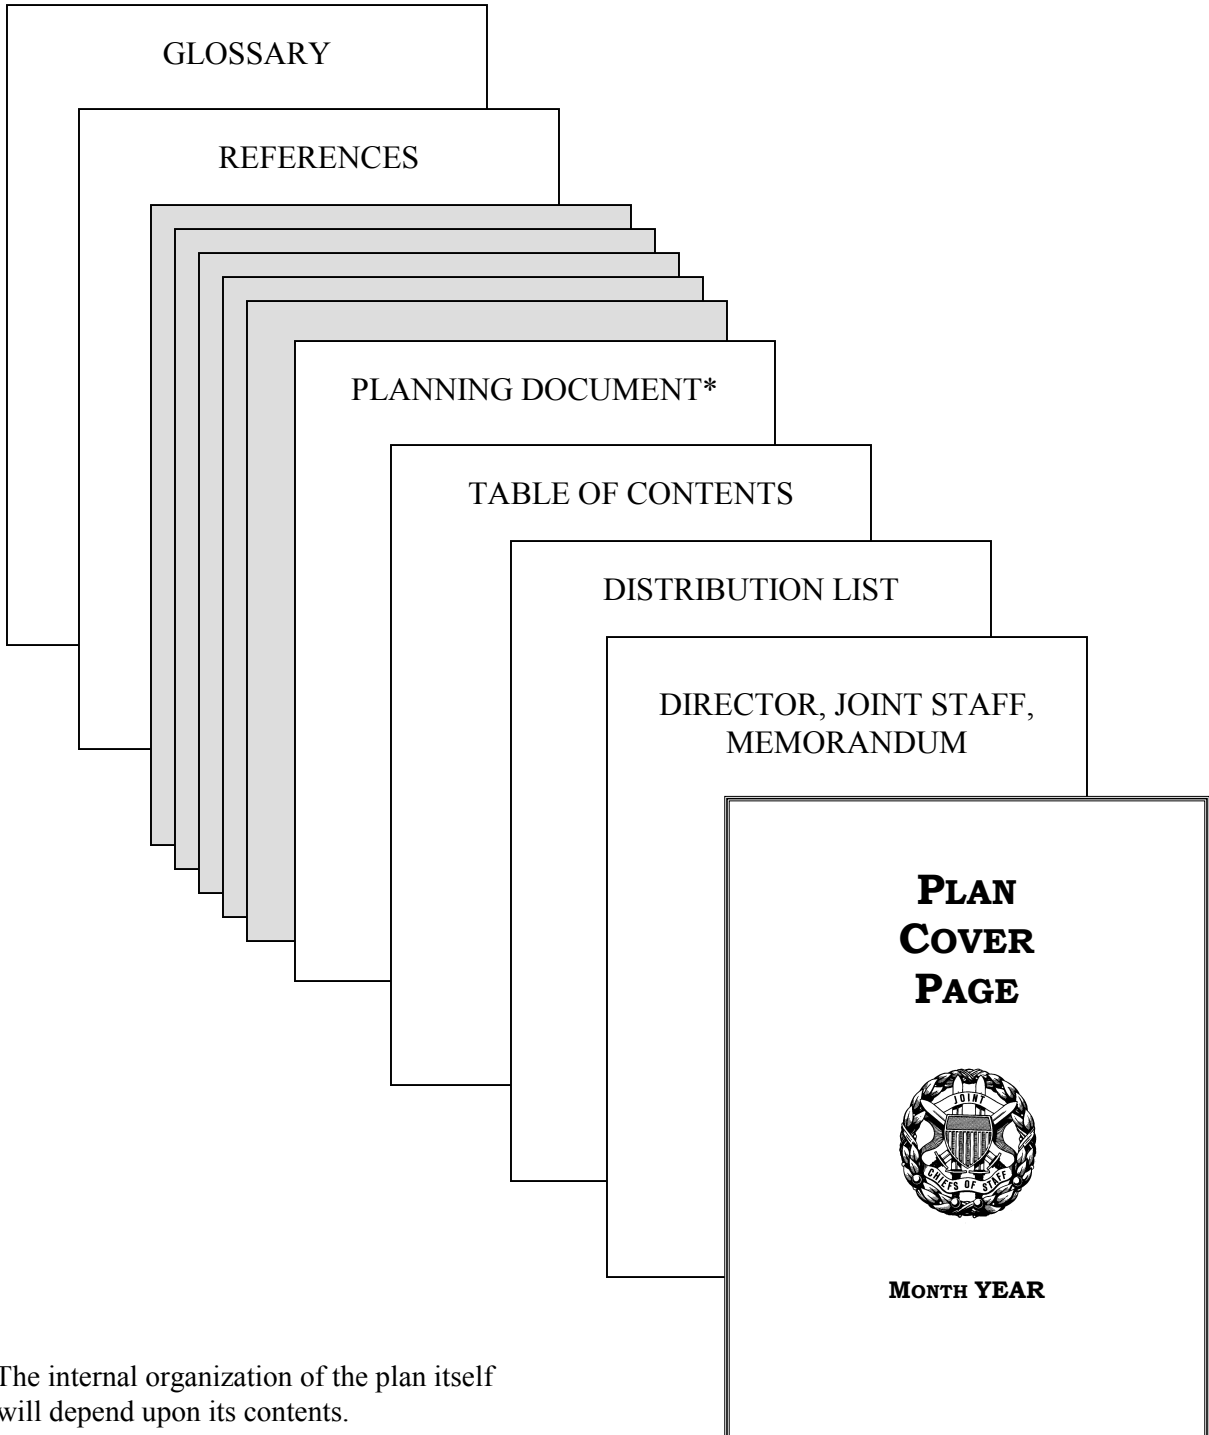 GLOSSARY
REFERENCES
PLANNING DOCUMENT*
TABLE OF CONTENTS
DISTRIBUTION LIST
DIRECTOR, JOINT STAFF,
MEMORANDUM
PLAN
COVER
PAGE
JOINT
CHIEFS OF STAFF
MONTH YEAR
The internal organization of the plan itself
will depend upon its contents.